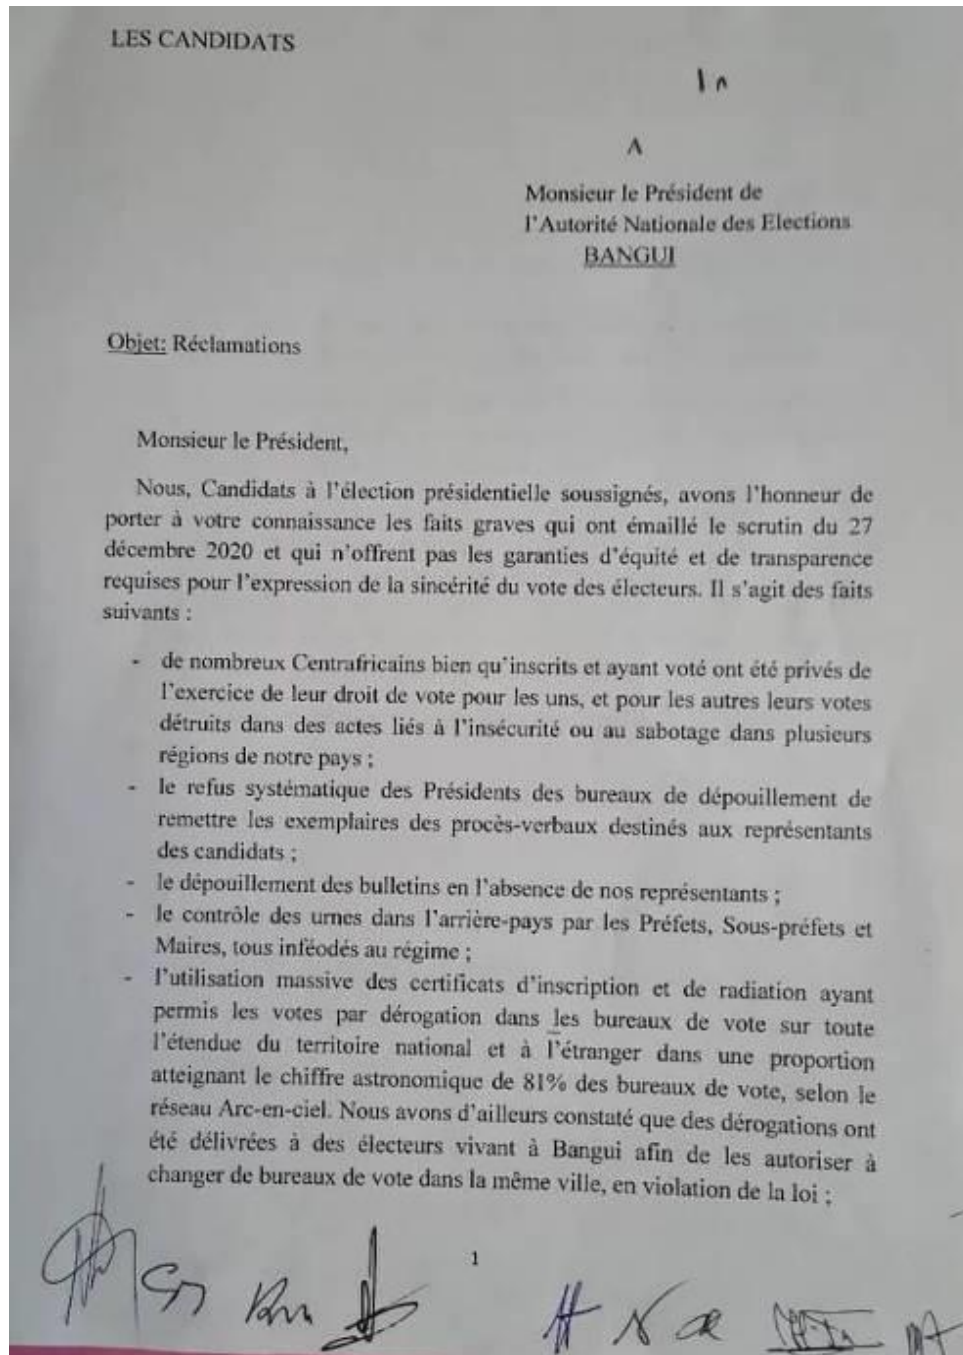 LES CANDIDATS
A
Monsieur le Président de
l'Autorité Nationale des Elections
BANGUI
Objet: Réclamations
Monsieur le Président,
Nous, Candidats à l'élection présidentielle soussignés, avons l'honneur de
porter à votre connaissance les faits graves qui ont émaillé le scrutin du 27
décembre 2020 et qui n'offrent pas les garanties d'équité et de transparence
requises pour l'expression de la sincérité du vote des électeurs. Il s'agit des faits
suivants :
- de nombreux Centrafricains bien qu'inscrits et ayant voté ont été privés de
l'exercice de leur droit de vote pour les uns, et pour les autres leurs votes
détruits dans des actes liés à l'insécurité ou au sabotage dans plusieurs
régions de notre pays ;
- le refus systématique des Présidents des bureaux de dépouillement de
remettre les exemplaires des procès-verbaux destinés aux représentants
des candidats ;
- le dépouillement des bulletins en l'absence de nos représentants ;
- le contrôle des urnes dans l'arrière-pays par les Préfets, Sous-préfets et
Maires, tous inféodés au régime ;
- l'utilisation massive des certificats d'inscription et de radiation ayant
permis les votes par dérogation dans les bureaux de vote sur toute
l'étendue du territoire national et à l'étranger dans une proportion
atteignant le chiffre astronomique de 81% des bureaux de vote, selon le
réseau Arc-en-ciel. Nous avons d'ailleurs constaté que des dérogations ont
été délivrées à des électeurs vivant à Bangui afin de les autoriser à
changer de bureaux de vote dans la même ville, en violation de la loi ;
1